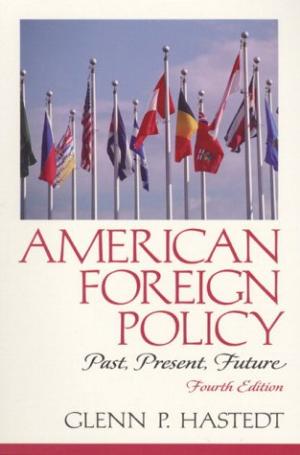 AMERICAN
FOREIGN
POLICY
Past, Present, Future
Fourth Edition
GLENN P. HASTEDT